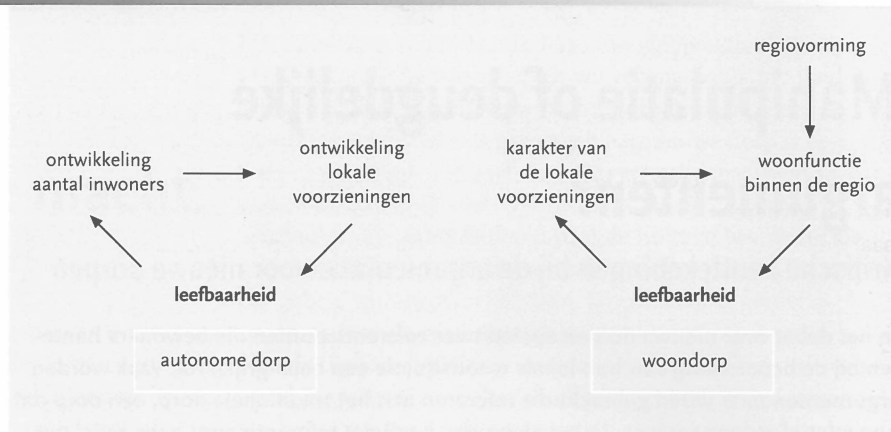 regiovorming
ontwikkeling
aantal inwoners
ontwikkeling
lokale
voorzieningen
karakter van
de lokale
voorzieningen
woonfunctie
binnen de regio
leefbaarheid
leefbaarheid
autonome dorp
woondorp